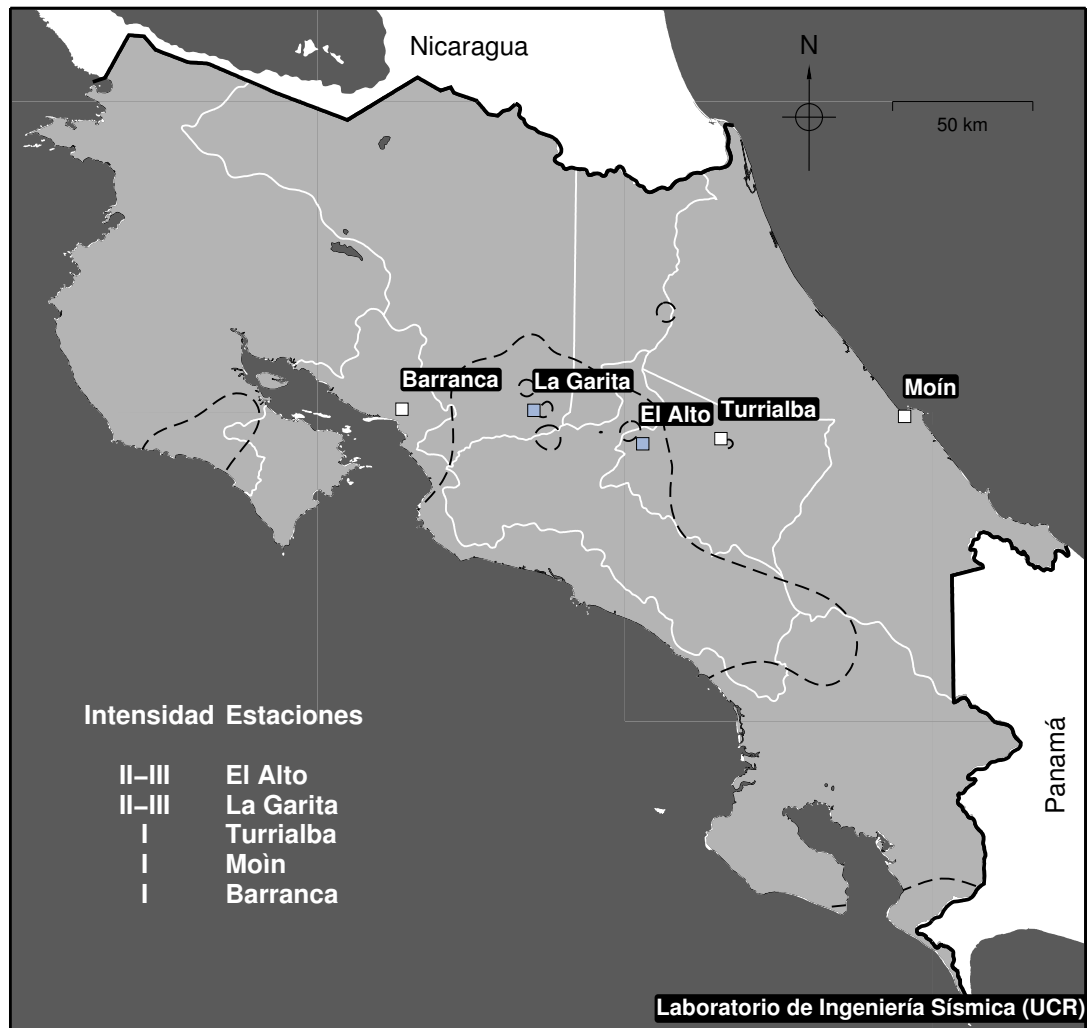 Nicaragua
N
50 km
Barranca
La Garita
El Alto
Turrialba
Moín
Panamá
Intensidad Estaciones
II–III El Alto
II–III La Garita
I Turrialba
I Moìn
I Barranca
Laboratorio de Ingeniería Sísmica (UCR)